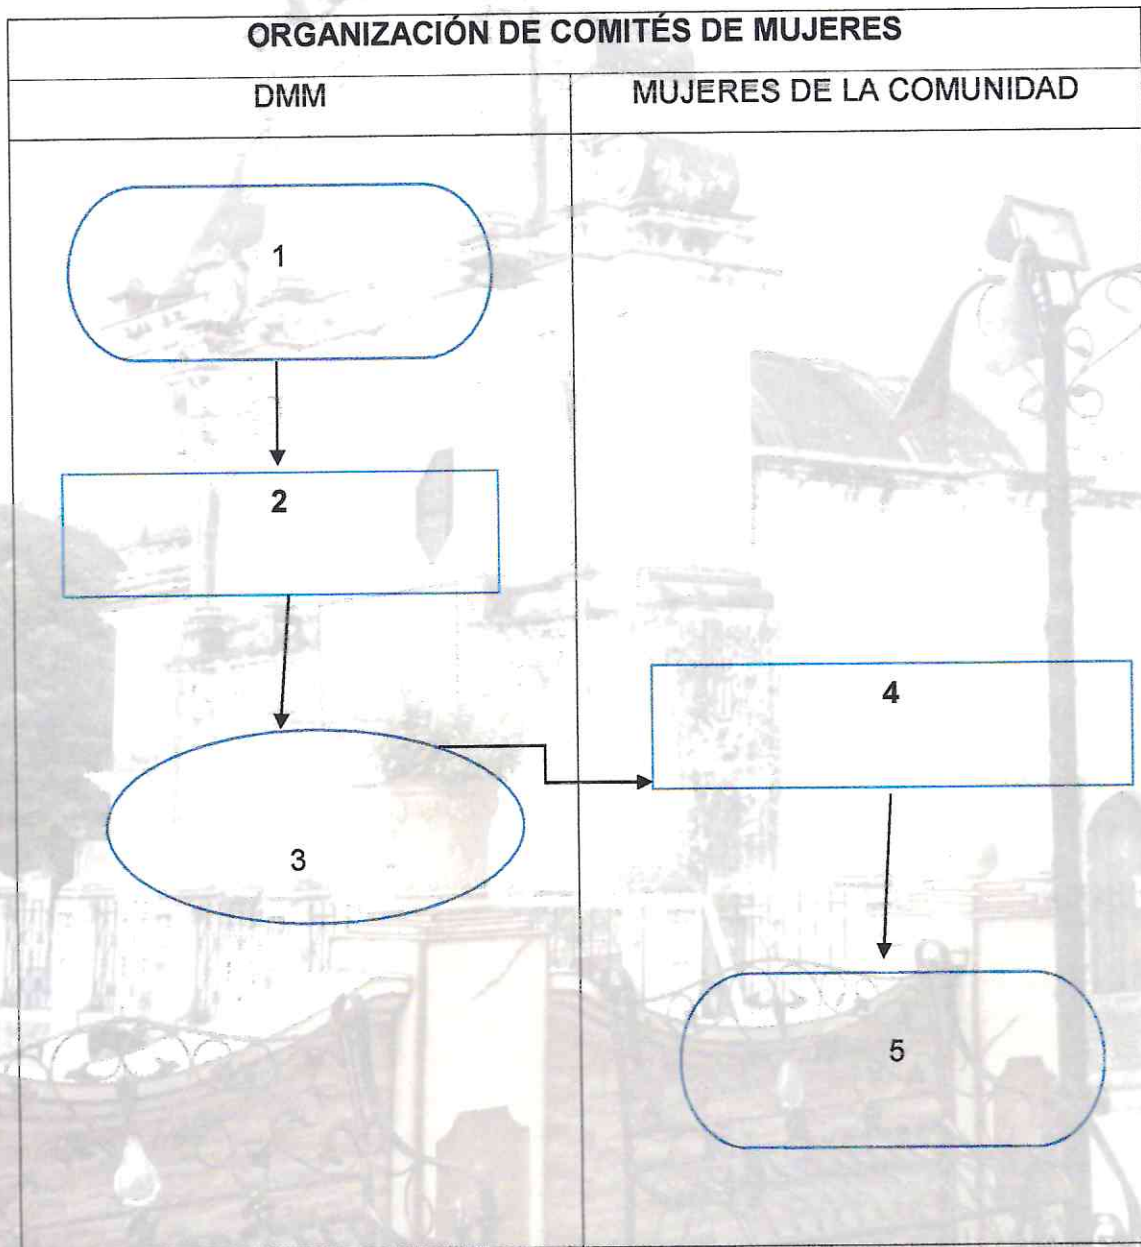 ORGANIZACIÓN DE COMITÉS DE MUJERES
DMM
MUJERES DE LA COMUNIDAD
1
2
3
4
5